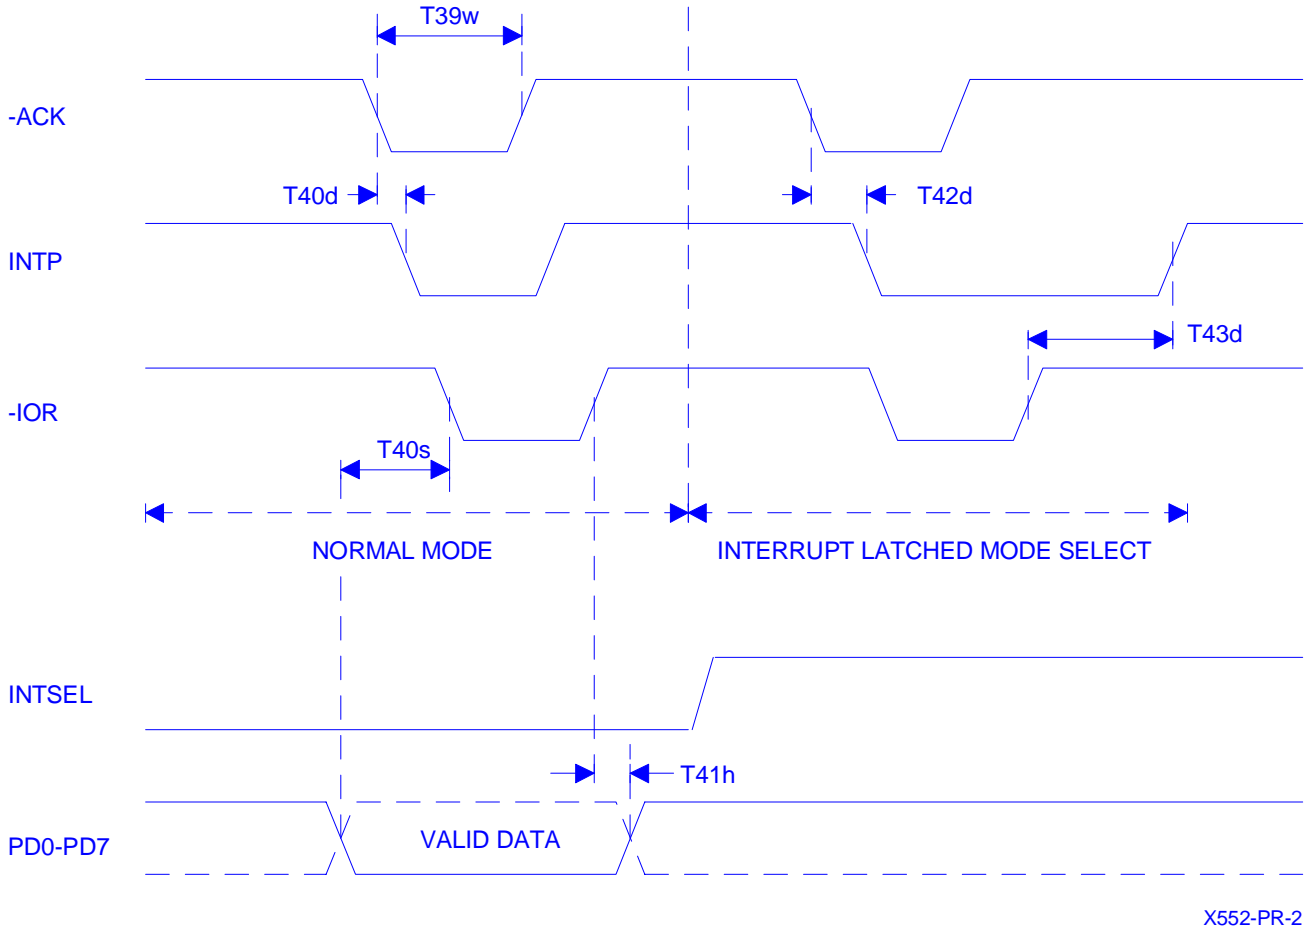 T39w
-ACK
T40d
T42d
INTP
T43d
-IOR
T40s
NORMAL MODE
INTERRUPT LATCHED MODE SELECT
INTSEL
T41h
PD0-PD7
VALID DATA
X552-PR-2